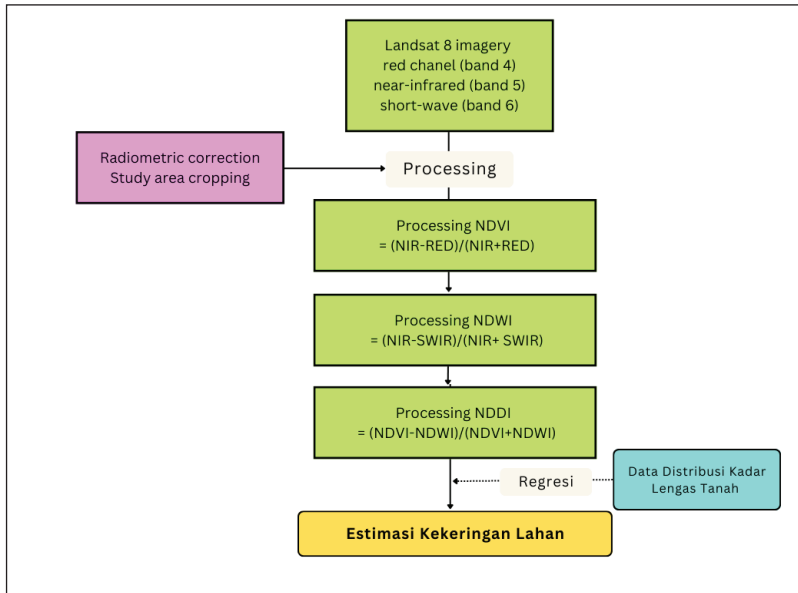 Landsat 8 imagery
red chanel (band 4)
near-infrared (band 5)
short-wave (band 6)
Radiometric correction
Study area cropping
Processing
Processing NDVI
= (NIR-RED)/(NIR+RED)
Processing NDWI
= (NIR-SWIR)/(NIR+ SWIR)
Processing NDDI
= (NDVI-NDWI)/(NDVI+NDWI)
Regresi
Data Distribusi Kadar
Lengas Tanah
Estimasi Kekeringan Lahan